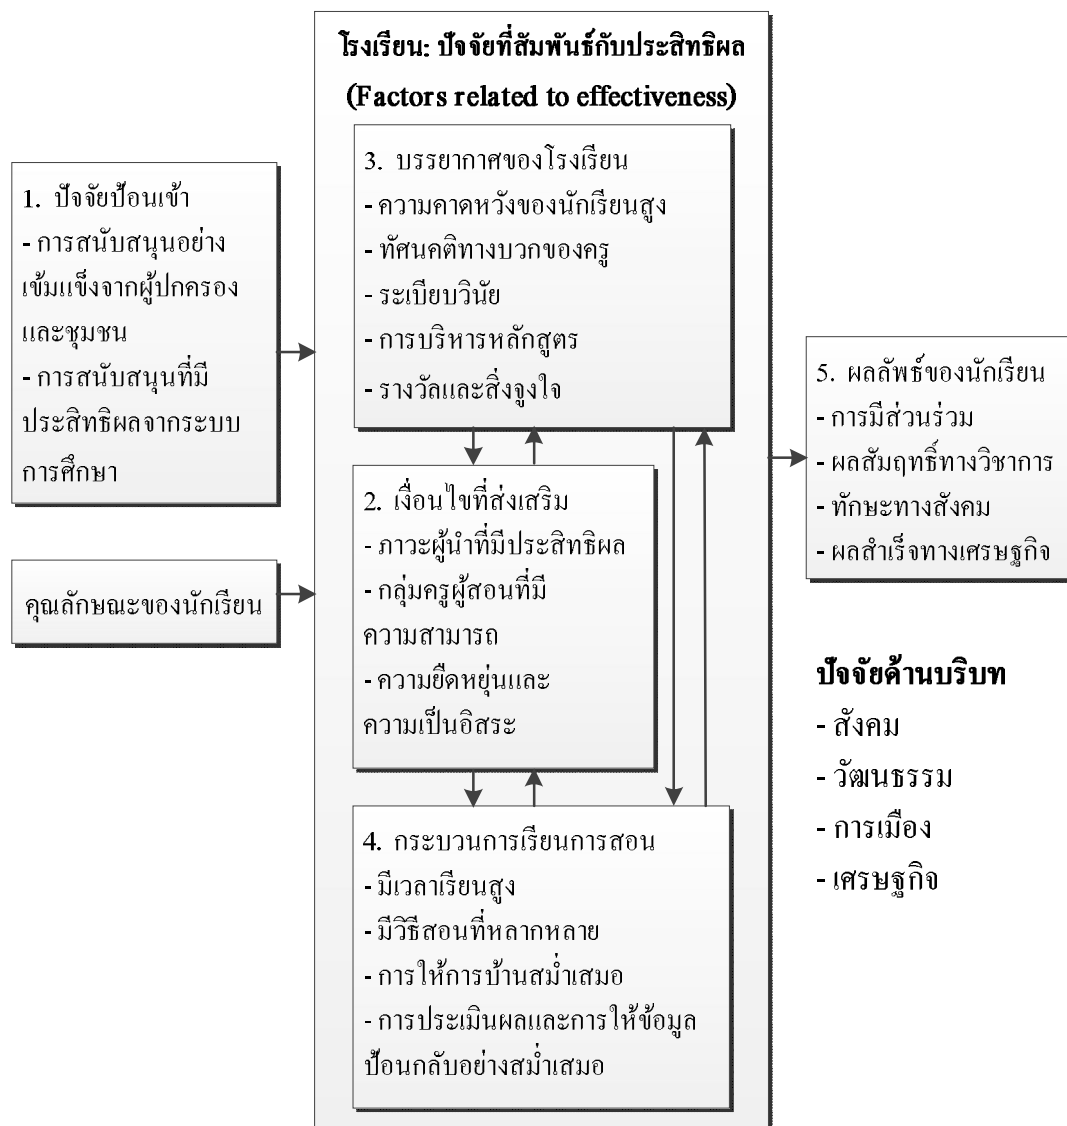 โรงเรียน: ปัจจัยที่สัมพันธ์กับประสิทธิผล
(Factors related to effectiveness)
1. ปัจจัยป้อนเข้า
- การสนับสนุนอย่าง
เข้มแข็งจากผู้ปกครอง
และชุมชน
- การสนับสนุนที่มี
ประสิทธิผลจากระบบ
การศึกษา
คุณลักษณะของนักเรียน
3. บรรยากาศของโรงเรียน
- ความคาดหวังของนักเรียนสูง
- ทัศนคติทางบวกของครู
- ระเบียบวินัย
- การบริหารหลักสูตร
- รางวัลและสิ่งจูงใจ
2. เงื่อนไขที่ส่งเสริม
- ภาวะผู้นำที่มีประสิทธิผล
- กลุ่มครูผู้สอนที่มี
ความสามารถ
- ความยืดหยุ่นและ
ความเป็นอิสระ
4. กระบวนการเรียนการสอน
- มีเวลาเรียนสูง
- มีวิธีสอนที่หลากหลาย
- การให้การบ้านสม่ำเสมอ
- การประเมินผลและการให้ข้อมูล
ป้อนกลับอย่างสม่ำเสมอ
5. ผลลัพธ์ของนักเรียน
- การมีส่วนร่วม
- ผลสัมฤทธิ์ทางวิชาการ
- ทักษะทางสังคม
- ผลสำเร็จทางเศรษฐกิจ
ปัจจัยด้านบริบท
- สังคม
- วัฒนธรรม
- การเมือง
- เศรษฐกิจ